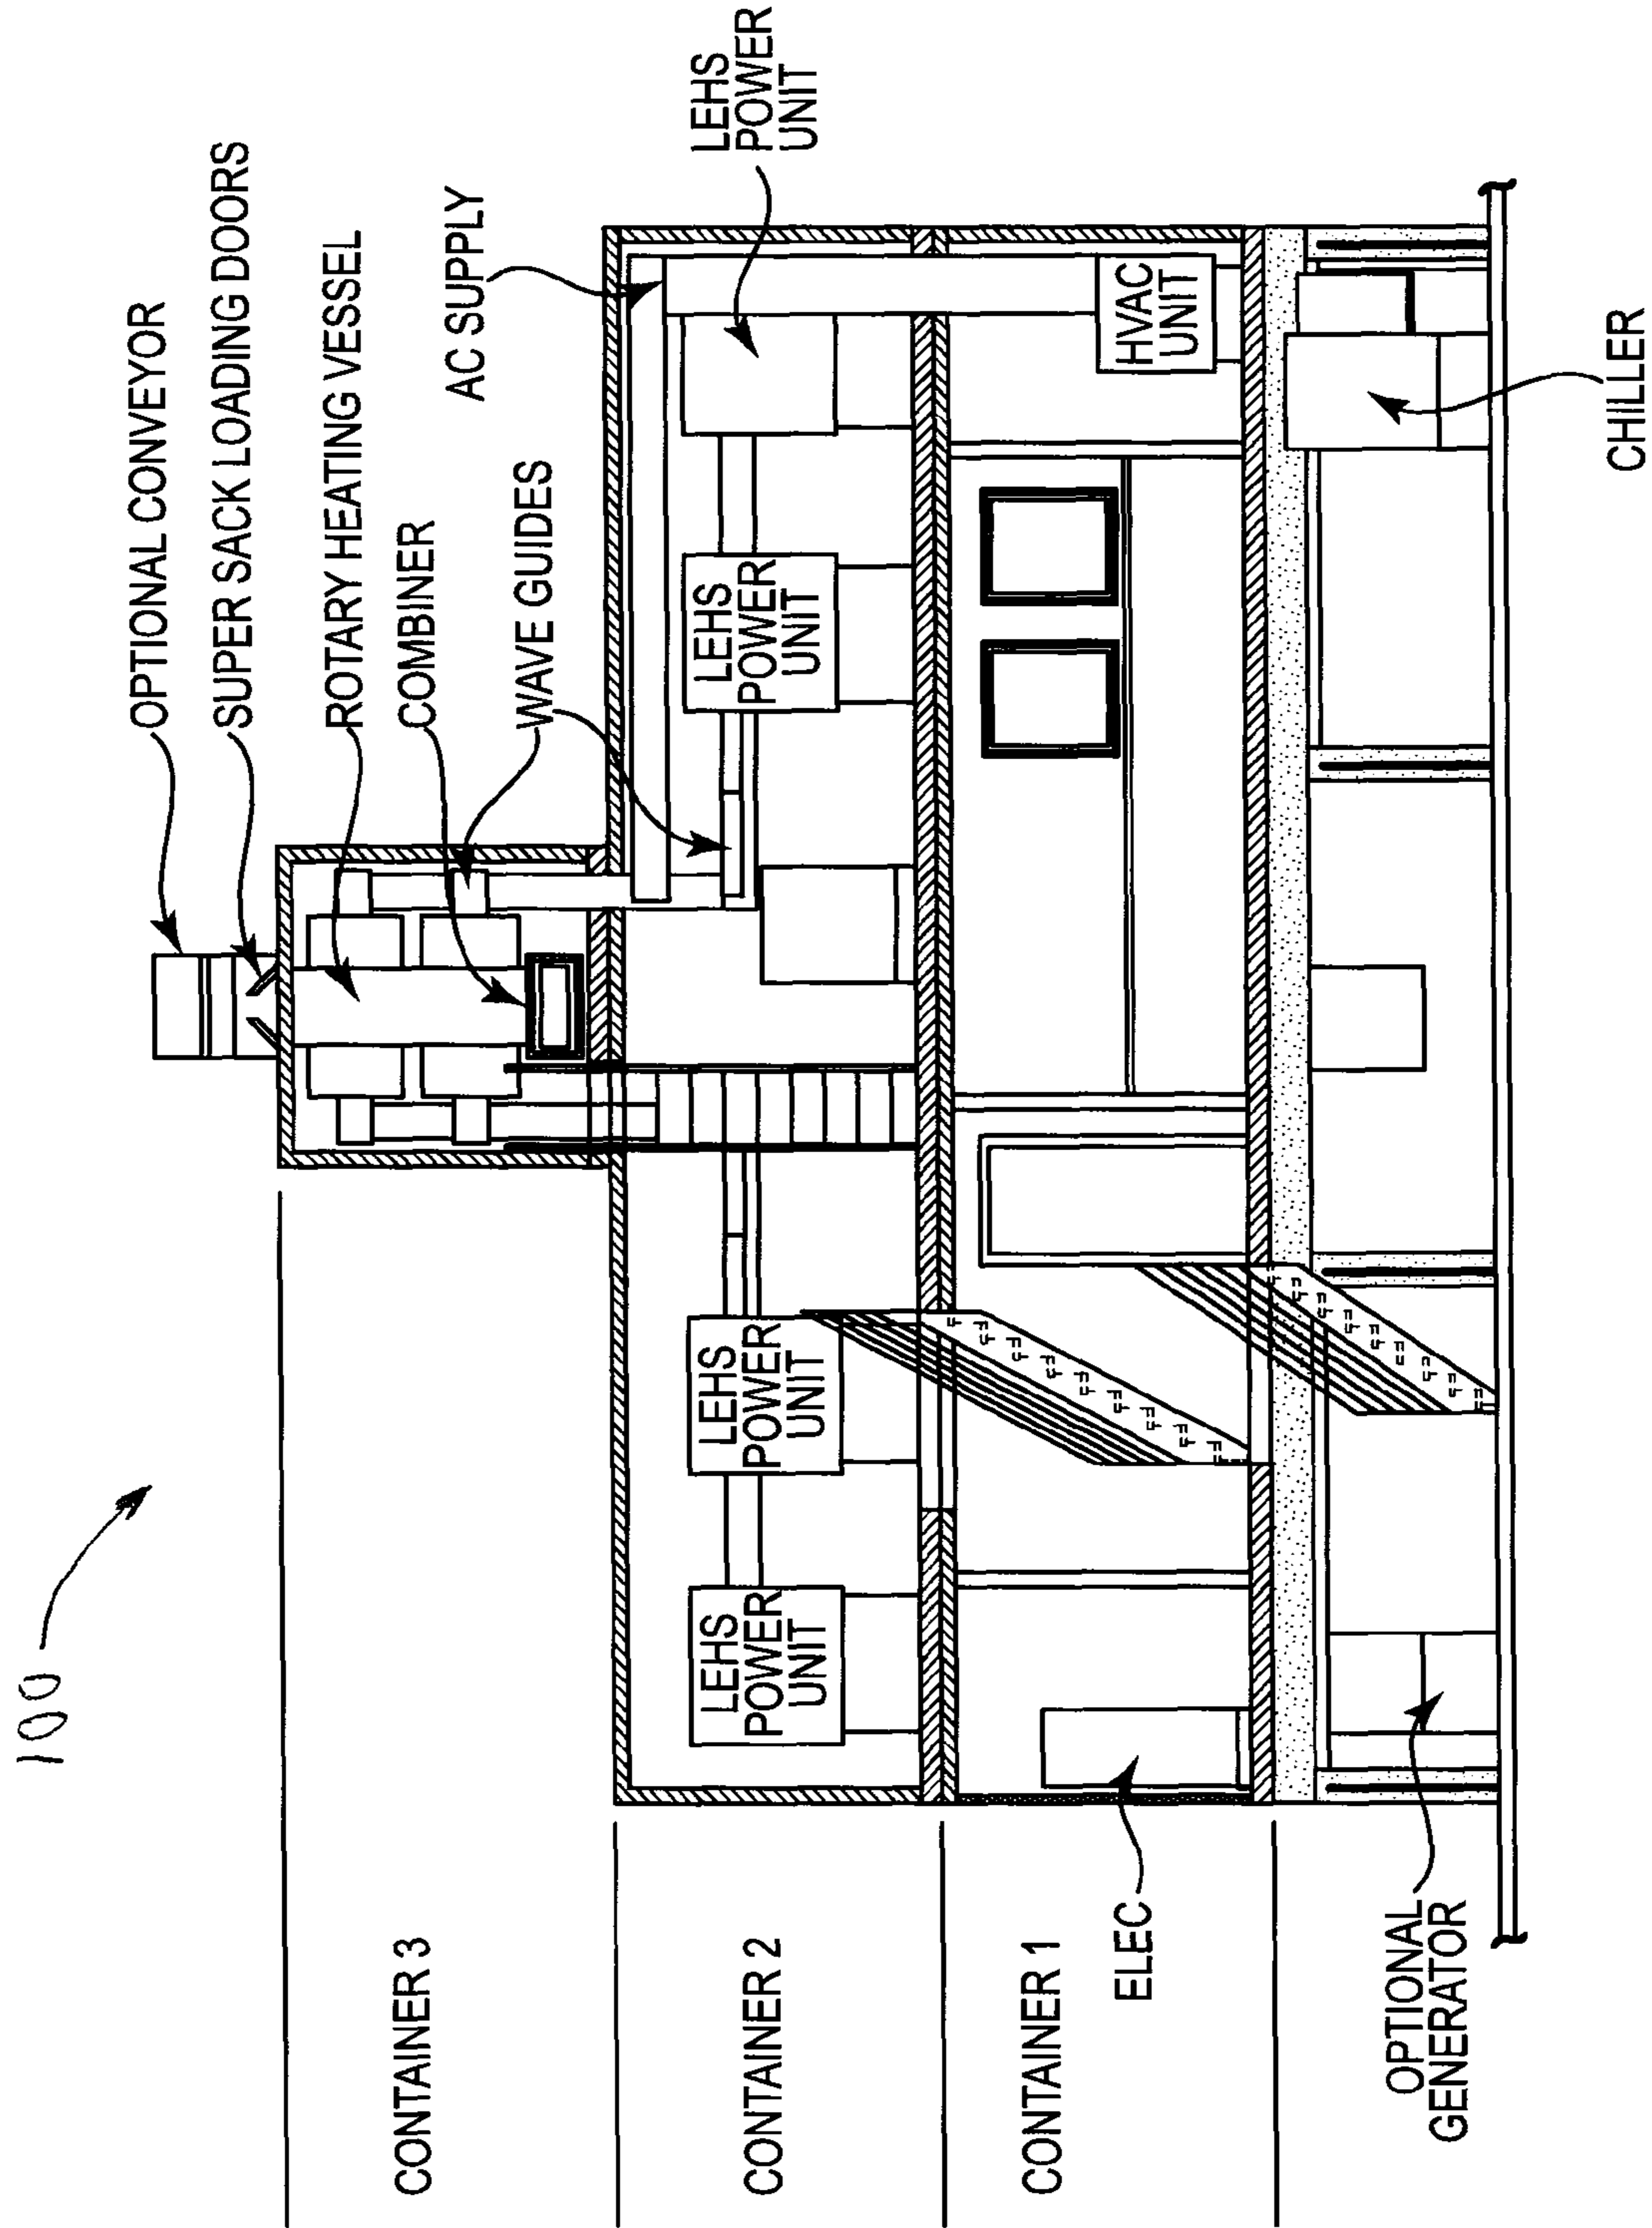 100
OPTIONAL CONVEYOR
SUPER SACK LOADING DOORS
ROTARY HEATING VESSEL
COMBINER
WAVE GUIDES
AC SUPPLY
LEHS
POWER
UNIT
CONTAINER 3
CONTAINER 2
LEHS
POWER
UNIT
LEHS
POWER
UNIT
LEHS
POWER
UNIT
CONTAINER 1
ELEC
HVAC
UNIT
OPTIONAL
GENERATOR
CHILLER